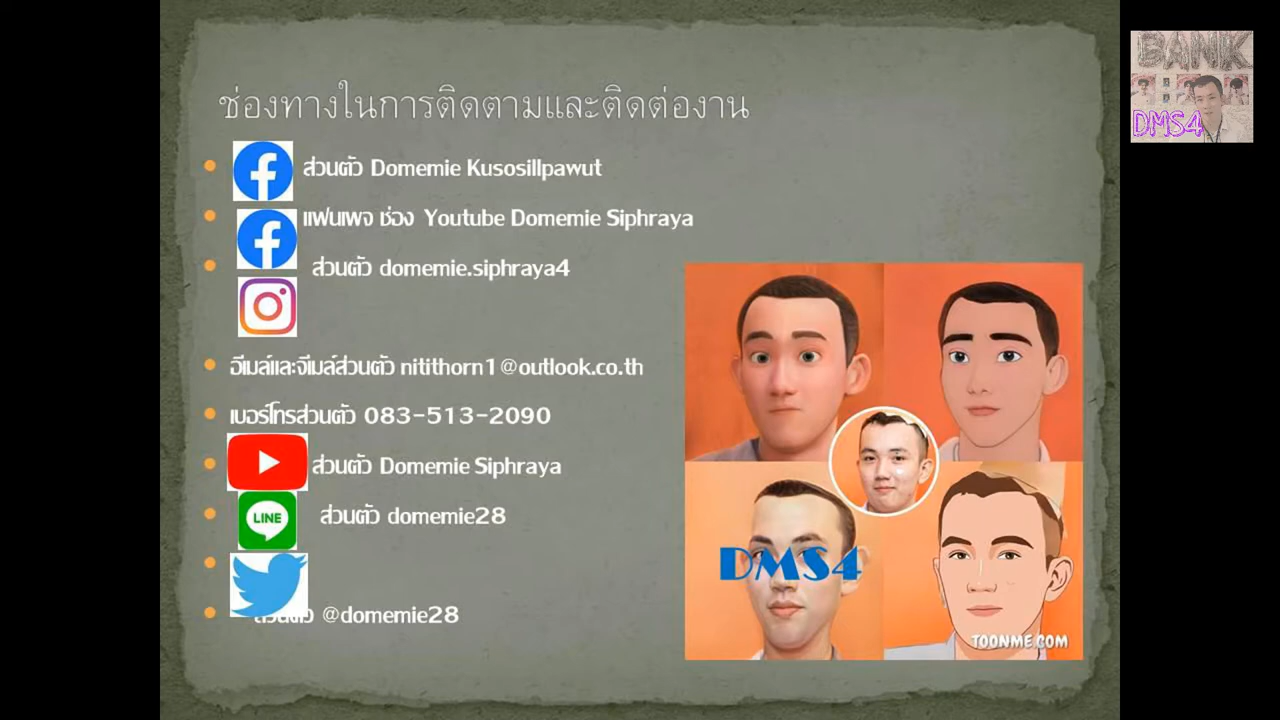 ช่องทางในการติดตามและติดต่องาน
ส่วนตัว Domemie Kusosillpawut
แฟนเพจ ช่อง Youtube Domemie Siphraya
ส่วนตัว domemie.siphraya4
อีเมล์และจีเมล์ส่วนตัว nitithorn1@outlook.co.th
เบอร์โทรส่วนตัว 083-513-2090
ส่วนตัว Domemie Siphraya
LINE ส่วนตัว domemie28
ส่วนตัว @domemie28
DMS4
TOONME.COM
BANK
DMS4